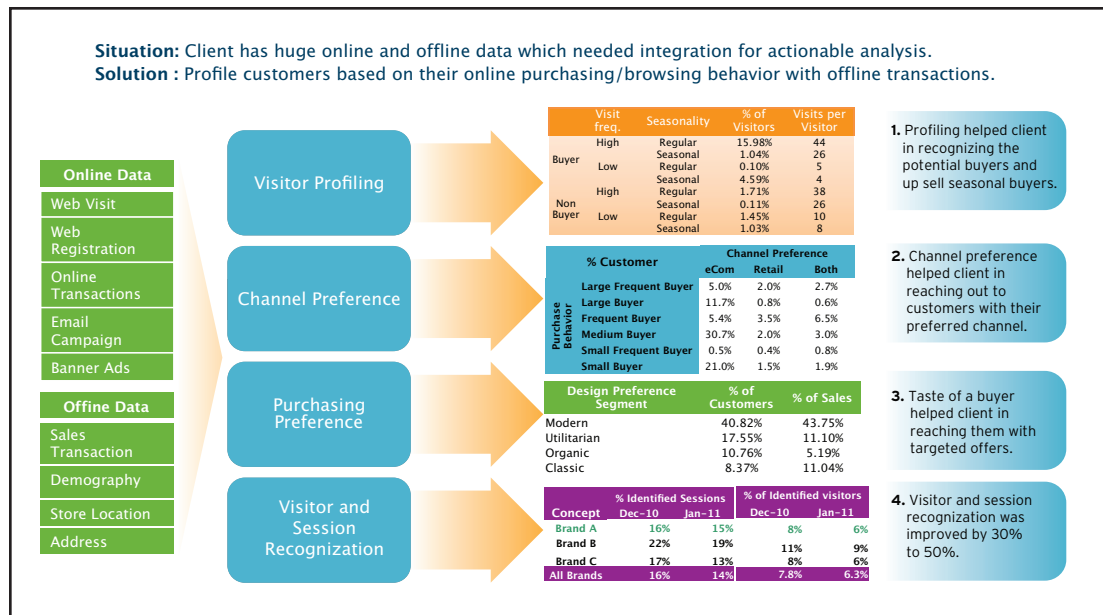 Situation: Client has huge online and offline data which needed integration for actionable analysis.
Solution : Profile customers based on their online purchasing/browsing behavior with offline transactions.
Online Data
Web Visit
Web
Registration
Online
Transactions
Email
Campaign
Banner Ads
Offine Data
Sales
Transaction
Demography
Store Location
Address
Visitor Profiling
Channel Preference
Purchasing
Preference
Visitor and
Session
Recognization
Visit freq. Seasonality % of Visitors Visits per Visitor
Buyer High Regular 15.98% 44
Seasonal 1.04% 26
Low Regular 0.10% 5
Seasonal 4.59% 4
Non Buyer High Regular 1.71% 38
Seasonal 0.11% 26
Low Regular 1.45% 10
Seasonal 1.03% 8
% Customer Channel Preference
eCom Retail Both
Purchase Behavior
Large Frequent Buyer 5.0% 2.0% 2.7%
Large Buyer 11.7% 0.8% 0.6%
Frequent Buyer 5.4% 3.5% 6.5%
Medium Buyer 30.7% 2.0% 3.0%
Small Frequent Buyer 0.5% 0.4% 0.8%
Small Buyer 21.0% 1.5% 1.9%
Design Preference Segment % of Customers % of Sales
Modern 40.82% 43.75%
Utilitarian 17.55% 11.10%
Organic 10.76% 5.19%
Classic 8.37% 11.04%
% Identified Sessions % of Identified visitors
Concept Dec-10 Jan-11 Dec-10 Jan-11
Brand A 16% 15% 8% 6%
Brand B 22% 19% 11% 9%
Brand C 17% 13% 8% 6%
All Brands 16% 14% 7.8% 6.3%
1. Profiling helped client
in recognizing the
potential buyers and
up sell seasonal buyers.
2. Channel preference
helped client in
reaching out to
customers with their
preferred channel.
3. Taste of a buyer
helped client in
reaching them with
targeted offers.
4. Visitor and session
recognization was
improved by 30%
to 50%.